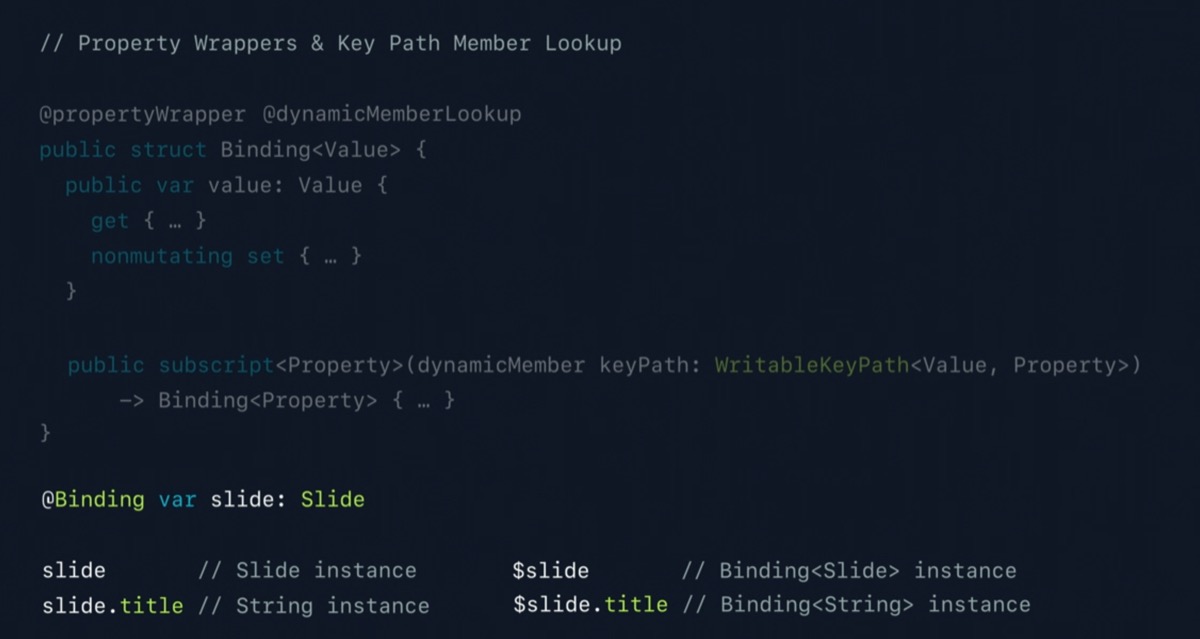 // Property Wrappers & Key Path Member Lookup
@propertyWrapper @dynamicMemberLookup
public struct Binding<Value> {
public var value: Value {
get { … }
nonmutating set { … }
}
public subscript<Property>(dynamicMember keyPath: WritableKeyPath<Value, Property>)
-> Binding<Property> { … }
}
@Binding var slide: Slide
slide // Slide instance $slide // Binding<Slide> instance
slide.title // String instance $slide.title // Binding<String> instance